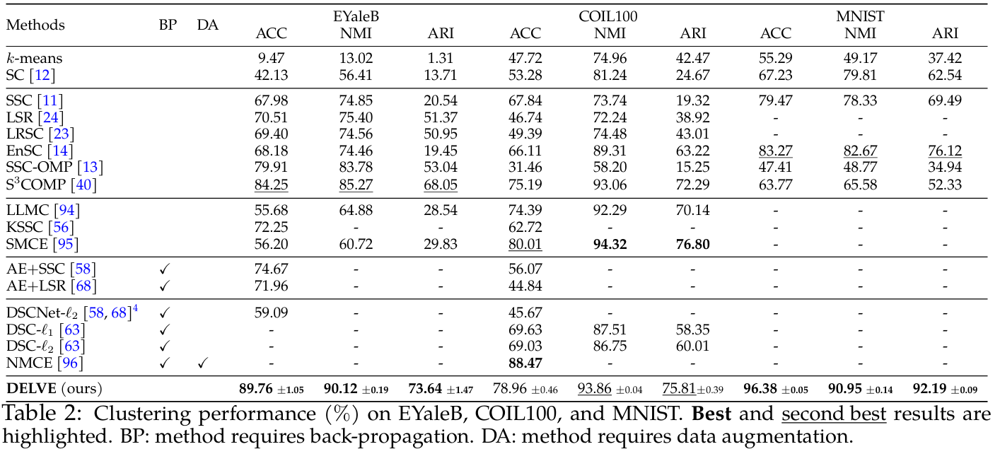 Methods BP DA EYaleB COIL100 MNIST
ACC NMI ARI ACC NMI ARI ACC NMI ARI
k-means 9.47 13.02 1.31 47.72 74.96 42.47 55.29 49.17 37.42
SC [12] 42.13 56.41 13.71 53.28 81.24 24.67 67.23 79.81 62.54
SSC [11] 67.98 74.85 20.54 67.84 73.74 19.32 79.47 78.33 69.49
LSR [24] 70.51 75.40 51.37 46.74 72.24 38.92 - - -
LRSC [23] 69.40 74.56 50.95 49.39 74.48 43.01 - - -
EnSC [14] 68.18 74.46 19.45 66.11 89.31 63.22 83.27 82.67 76.12
SSC-OMP [13] 79.91 83.78 53.04 31.46 58.20 15.25 47.41 48.77 34.94
S³COMP [40] 84.25 85.27 68.05 75.19 93.06 72.29 63.77 65.58 52.33
LLMC [94] 55.68 64.88 28.54 74.39 92.29 70.14 - - -
KSSC [56] 72.25 - - 62.72 - - - - -
SMCE [95] 56.20 60.72 29.83 80.01 94.32 76.80 - - -
AE+SSC [58] ✓ 74.67 - - 56.07 - - - - -
AE+LSR [68] ✓ 71.96 - - 44.84 - - - - -
DSCNet-ℓ₂ [58, 68]⁴ ✓ 59.09 - - 45.67 - - - - -
DSC-ℓ₁ [63] ✓ - - - 69.63 87.51 58.35 - - -
DSC-ℓ₂ [63] ✓ - - - 69.03 86.75 60.01 - - -
NMCE [96] ✓ ✓ - - - 88.47 - - - - -
DELVE (ours) 89.76 ±1.05 90.12 ±0.19 73.64 ±1.47 78.96 ±0.46 93.86 ±0.04 75.81±0.39 96.38 ±0.05 90.95 ±0.14 92.19 ±0.09
Table 2: Clustering performance (%) on EYaleB, COIL100, and MNIST. Best and second best results are
highlighted. BP: method requires back-propagation. DA: method requires data augmentation.